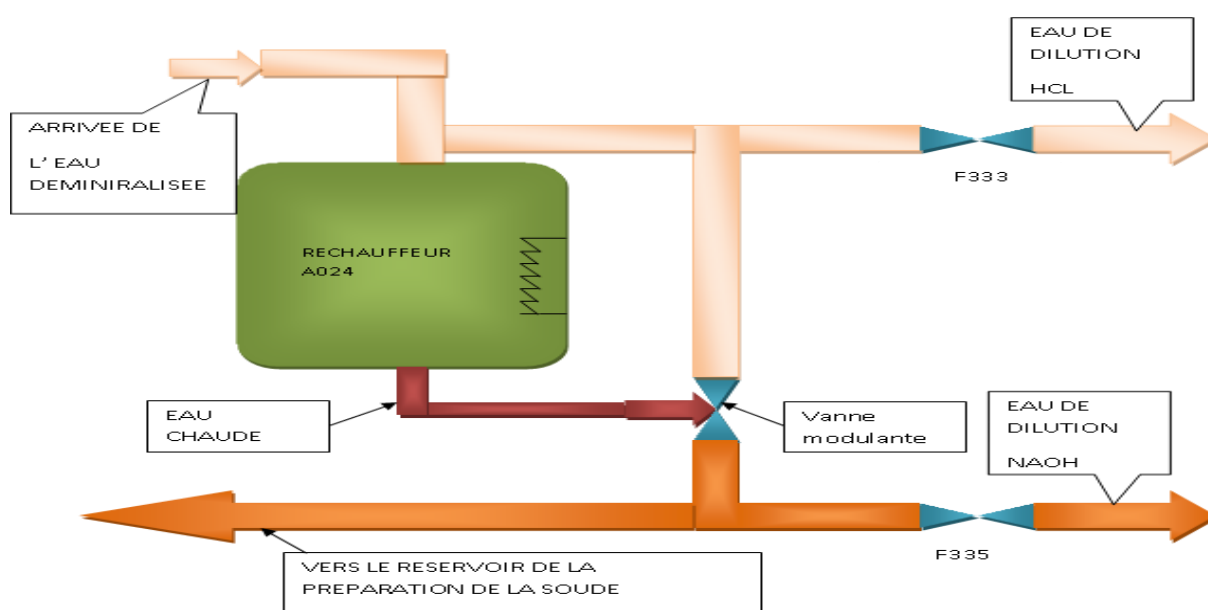 EAU DE
DILUTION
HCL
ARRIVEE DE
L' EAU
DEMINIRALISEE
F333
RECHAUFFEUR
A024
EAU
CHAUDE
Vanne
modulante
EAU DE
DILUTION
NAOH
F335
VERS LE RESERVOIR DE LA
PREPARATION DE LA SOUDE